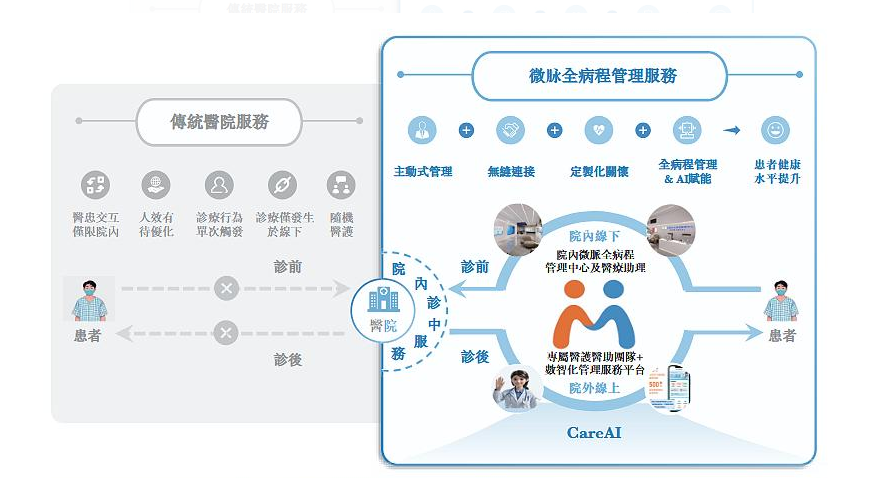 微脉全病程管理服務
傳統醫院服務
主動式管理
無縫連接
定製化關懷
全病程管理
& AI賦能
患者健康
水平提升
醫患交互
僅限院內
人效有
待優化
診療行為
單次觸發
診療僅發生
於線下
隨機
醫護
院內線下
院內微脈全病程
管理中心及醫療助理
診前
診前
院內診中服務
醫院
患者
患者
診後
診後
專屬醫護醫助團隊+
數智化管理服務平台
院外線上
CareAI